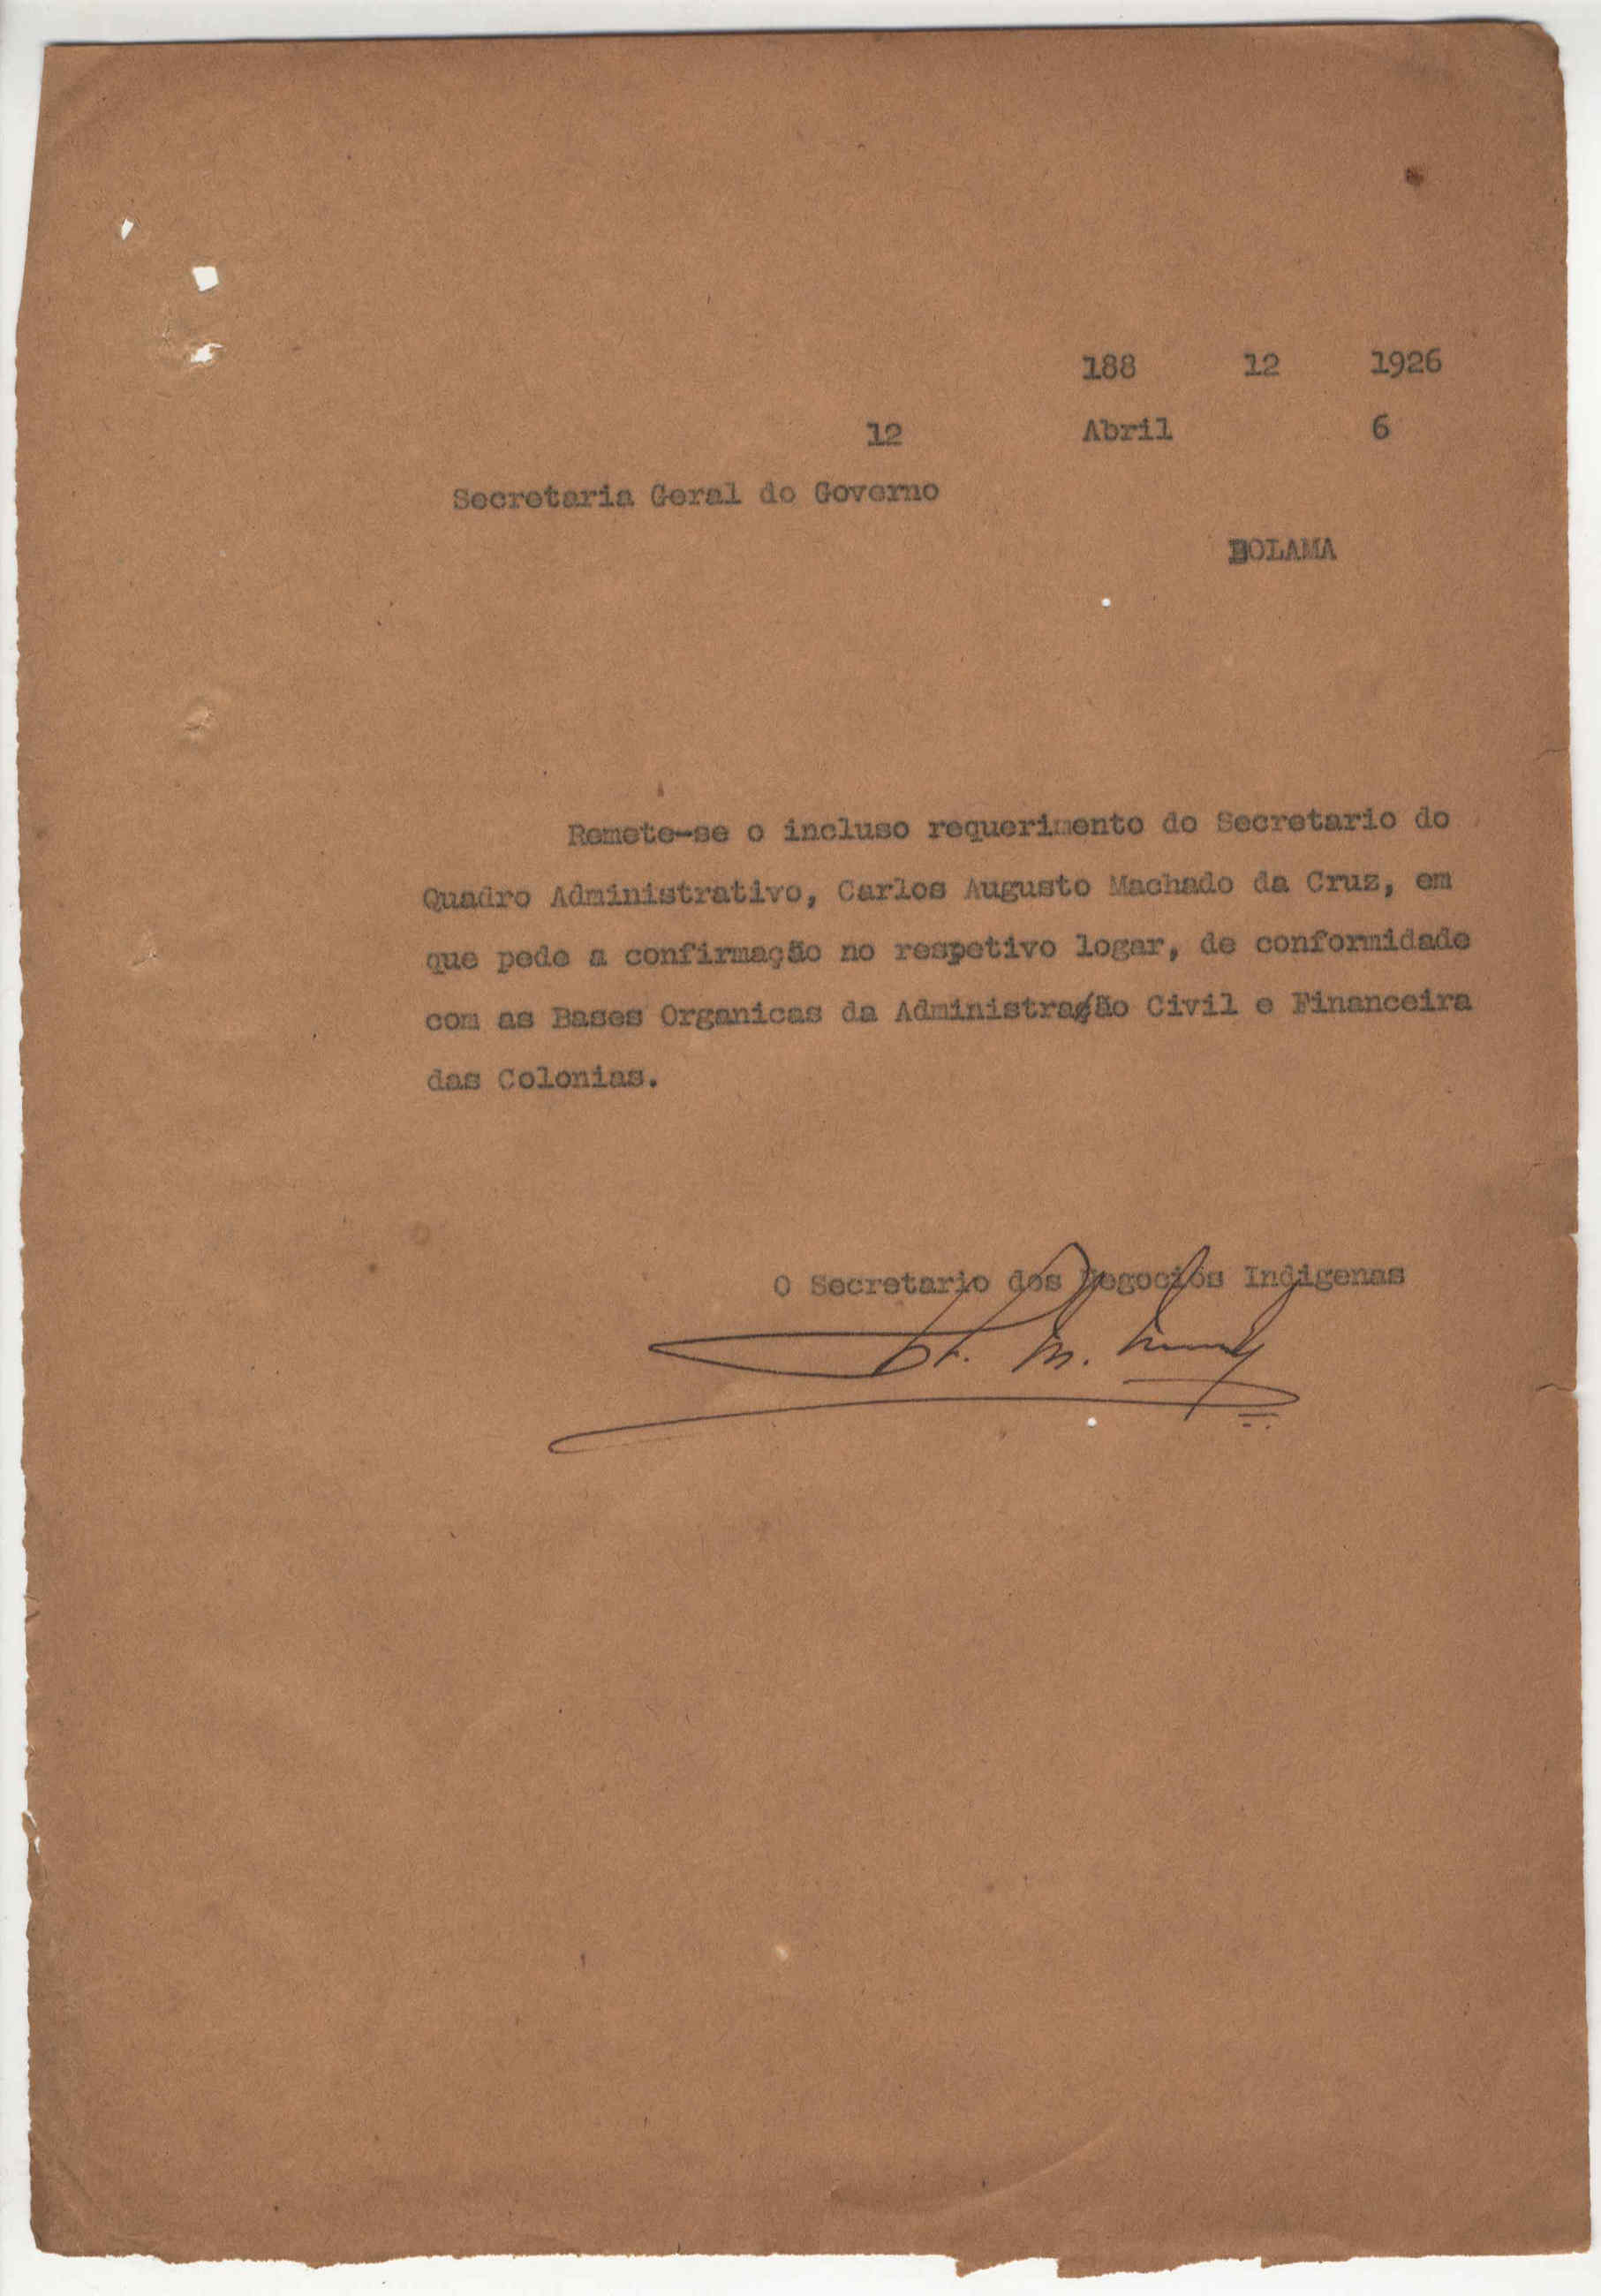 188 12 1926
12 Abril 6
Secretaria Geral do Governo
BOLAMA
Remete-se o incluso requerimento do Secretario do
Quadro Administrativo, Carlos Augusto Machado da Cruz, em
que pede a confirmação no respetivo logar, de conformidade
com as Bases Organicas da Administração Civil e Financeira
das Colonias.
O Secretario dos Negocios Indigenas